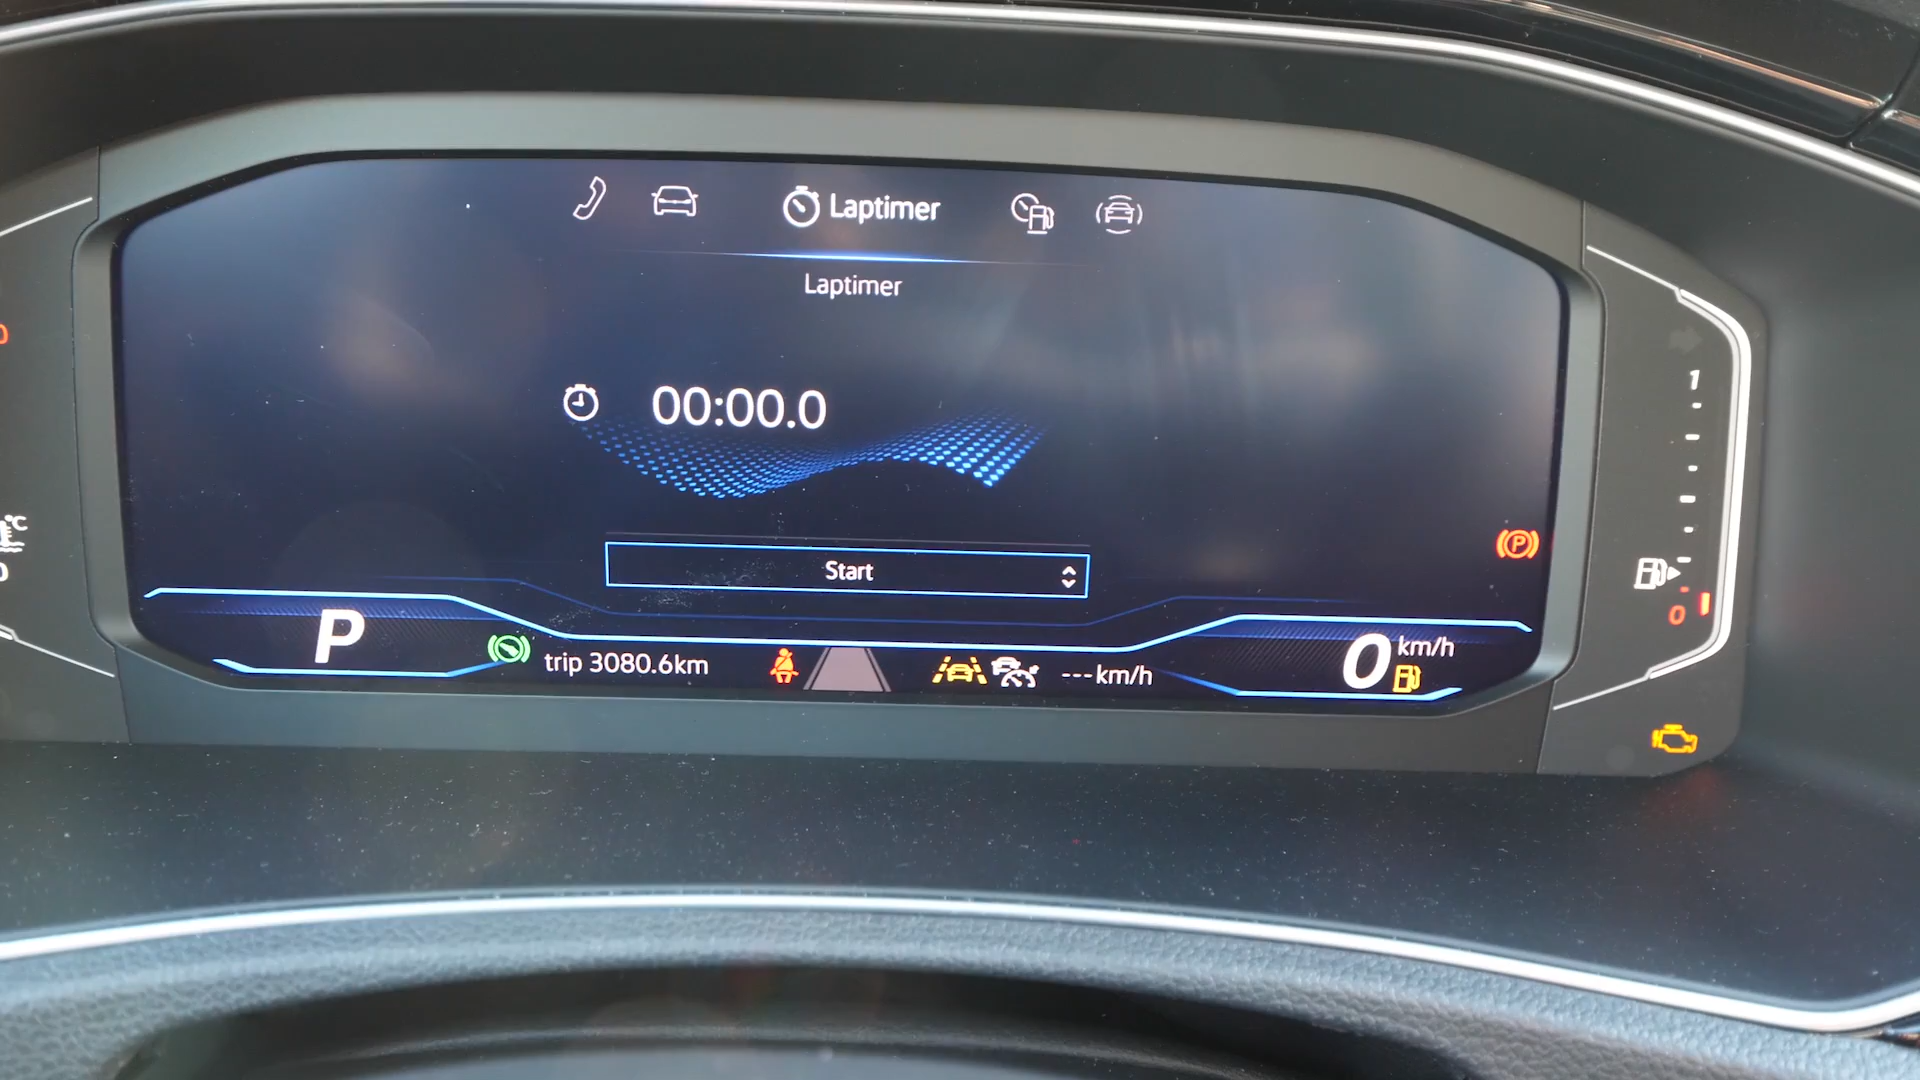 Laptimer
Laptimer
00:00.0
Start
1
0
°C
P
trip 3080.6km
---km/h
0 km/h